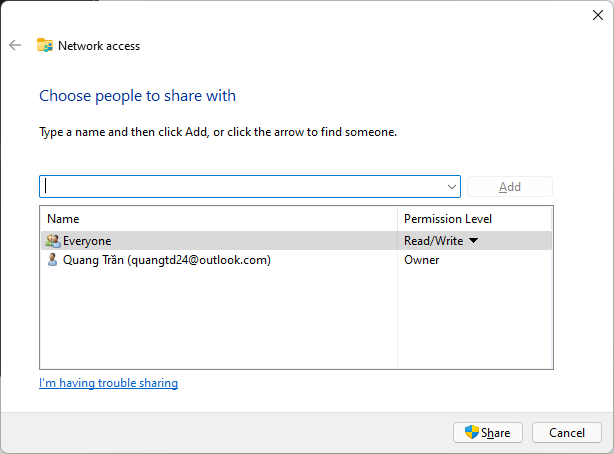 Network access
Choose people to share with
Type a name and then click Add, or click the arrow to find someone.
Add
Name Permission Level
Everyone Read/Write
Quang Trần (quangtd24@outlook.com) Owner
I'm having trouble sharing
Share Cancel